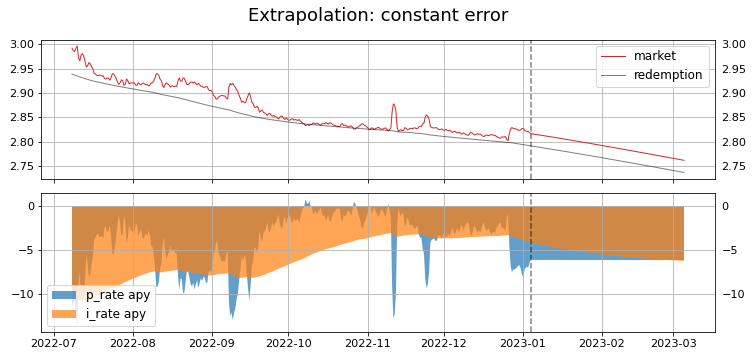 Extrapolation: constant error
3.00 3.00
2.95 2.95
2.90 2.90
2.85 2.85
2.80 2.80
2.75 2.75
market
redemption
0 0
−5 −5
−10 −10
p_rate apy
i_rate apy
2022-07 2022-08 2022-09 2022-10 2022-11 2022-12 2023-01 2023-02 2023-03